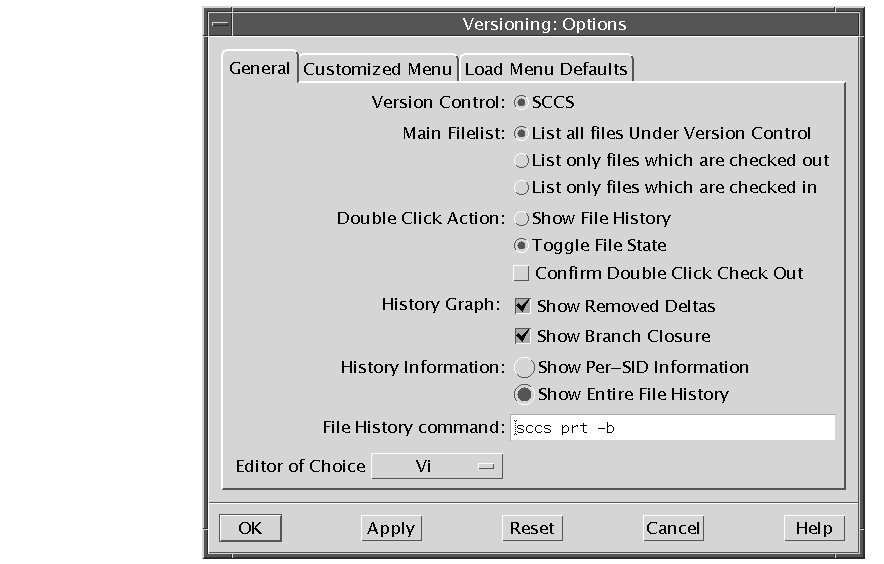 Versioning: Options
General Customized Menu Load Menu Defaults
Version Control: SCCS
Main Filelist: List all files Under Version Control
List only files which are checked out
List only files which are checked in
Double Click Action: Show File History
Toggle File State
Confirm Double Click Check Out
History Graph: Show Removed Deltas
Show Branch Closure
History Information: Show Per-SID Information
Show Entire File History
File History command: sccs prt -b
Editor of Choice Vi
OK Apply Reset Cancel Help